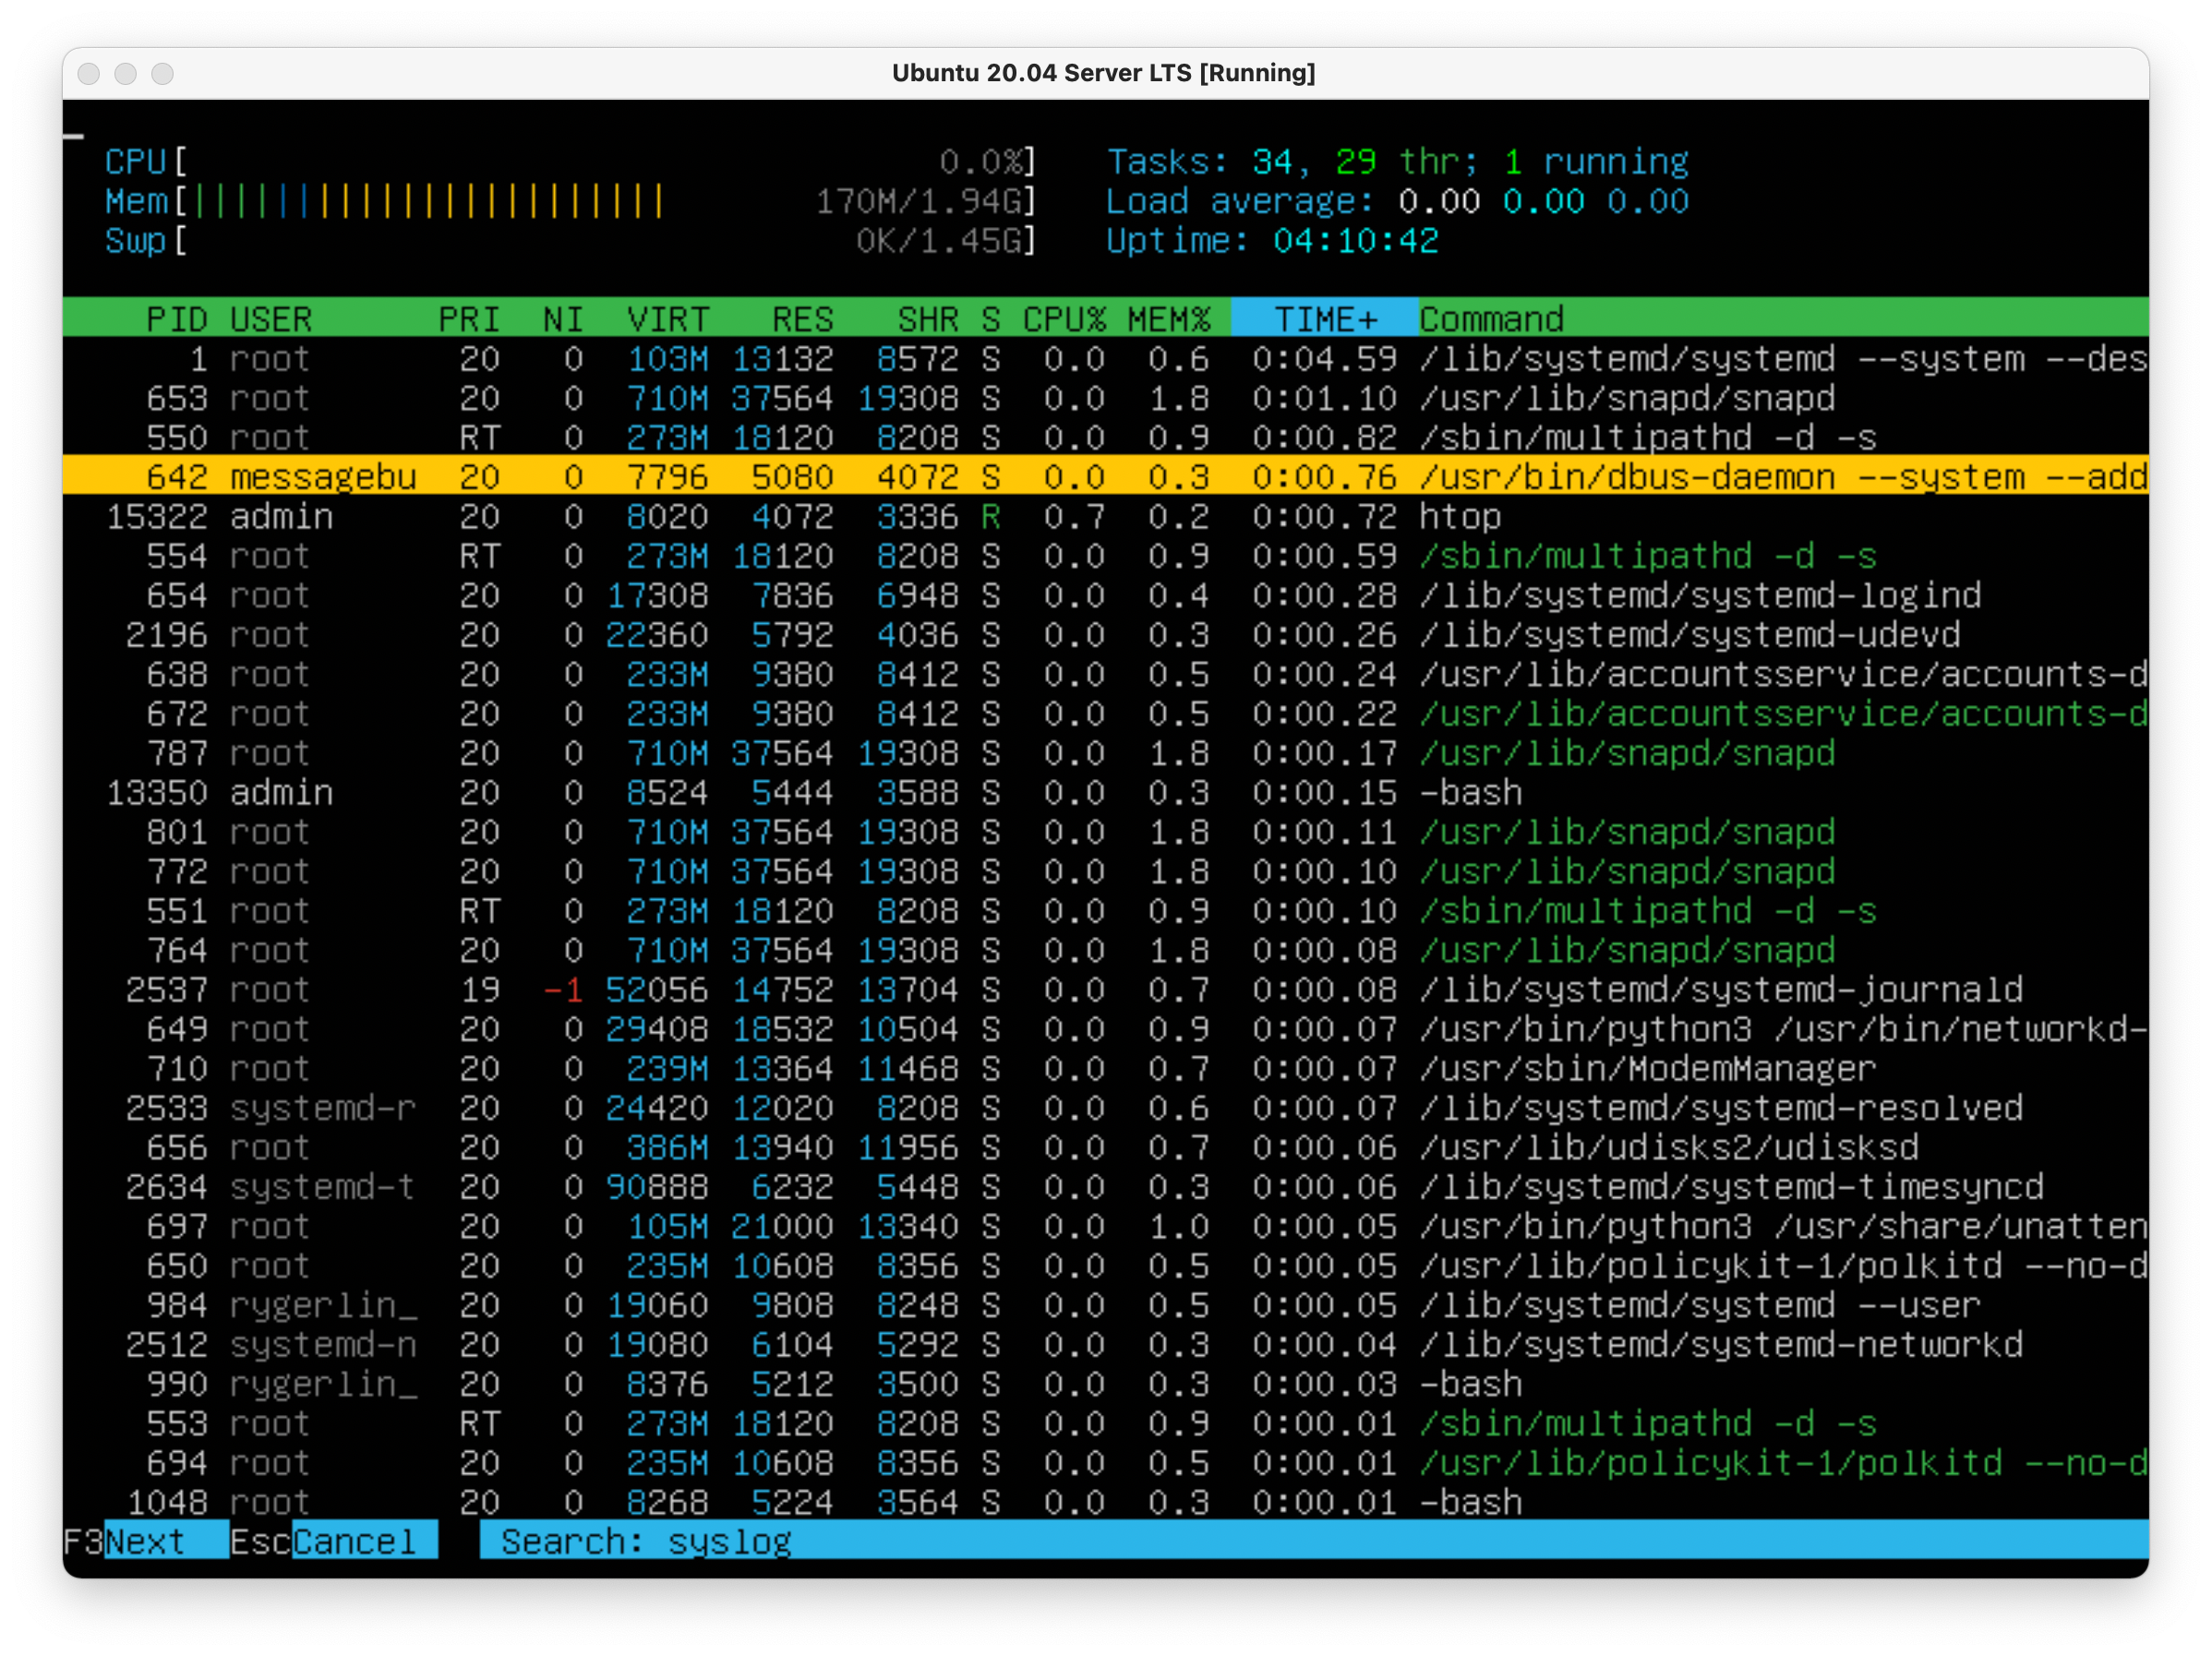 Ubuntu 20.04 Server LTS [Running]
CPU[ 0.0%] Tasks: 34, 29 thr; 1 running
Mem[||||||||||||||||||||||| 170M/1.94G] Load average: 0.00 0.00 0.00
Swp[ 0K/1.45G] Uptime: 04:10:42
PID USER PRI NI VIRT RES SHR S CPU% MEM% TIME+ Command
1 root 20 0 103M 13132 8572 S 0.0 0.6 0:04.59 /lib/systemd/systemd --system --des
653 root 20 0 710M 37564 19308 S 0.0 1.8 0:01.10 /usr/lib/snapd/snapd
550 root RT 0 273M 18120 8208 S 0.0 0.9 0:00.82 /sbin/multipathd -d -s
642 messagebu 20 0 7796 5080 4072 S 0.0 0.3 0:00.76 /usr/bin/dbus-daemon --system --add
15322 admin 20 0 8020 4072 3336 R 0.7 0.2 0:00.72 htop
554 root RT 0 273M 18120 8208 S 0.0 0.9 0:00.59 /sbin/multipathd -d -s
654 root 20 0 17308 7836 6948 S 0.0 0.4 0:00.28 /lib/systemd/systemd-logind
2196 root 20 0 22360 5792 4036 S 0.0 0.3 0:00.26 /lib/systemd/systemd-udevd
638 root 20 0 233M 9380 8412 S 0.0 0.5 0:00.24 /usr/lib/accountsservice/accounts-d
672 root 20 0 233M 9380 8412 S 0.0 0.5 0:00.22 /usr/lib/accountsservice/accounts-d
787 root 20 0 710M 37564 19308 S 0.0 1.8 0:00.17 /usr/lib/snapd/snapd
13350 admin 20 0 8524 5444 3588 S 0.0 0.3 0:00.15 -bash
801 root 20 0 710M 37564 19308 S 0.0 1.8 0:00.11 /usr/lib/snapd/snapd
772 root 20 0 710M 37564 19308 S 0.0 1.8 0:00.10 /usr/lib/snapd/snapd
551 root RT 0 273M 18120 8208 S 0.0 0.9 0:00.10 /sbin/multipathd -d -s
764 root 20 0 710M 37564 19308 S 0.0 1.8 0:00.08 /usr/lib/snapd/snapd
2537 root 19 -1 52056 14752 13704 S 0.0 0.7 0:00.08 /lib/systemd/systemd-journald
649 root 20 0 29408 18532 10504 S 0.0 0.9 0:00.07 /usr/bin/python3 /usr/bin/networkd-
710 root 20 0 239M 13364 11468 S 0.0 0.7 0:00.07 /usr/sbin/ModemManager
2533 systemd-r 20 0 24420 12020 8208 S 0.0 0.6 0:00.07 /lib/systemd/systemd-resolved
656 root 20 0 386M 13940 11956 S 0.0 0.7 0:00.06 /usr/lib/udisks2/udisksd
2634 systemd-t 20 0 90888 6232 5448 S 0.0 0.3 0:00.06 /lib/systemd/systemd-timesyncd
697 root 20 0 105M 21000 13340 S 0.0 1.0 0:00.05 /usr/bin/python3 /usr/share/unatten
650 root 20 0 235M 10608 8356 S 0.0 0.5 0:00.05 /usr/lib/policykit-1/polkitd --no-d
984 rygerlin_ 20 0 19060 9808 8248 S 0.0 0.5 0:00.05 /lib/systemd/systemd --user
2512 systemd-n 20 0 19080 6104 5292 S 0.0 0.3 0:00.04 /lib/systemd/systemd-networkd
990 rygerlin_ 20 0 8376 5212 3500 S 0.0 0.3 0:00.03 -bash
553 root RT 0 273M 18120 8208 S 0.0 0.9 0:00.01 /sbin/multipathd -d -s
694 root 20 0 235M 10608 8356 S 0.0 0.5 0:00.01 /usr/lib/policykit-1/polkitd --no-d
1048 root 20 0 8268 5224 3564 S 0.0 0.3 0:00.01 -bash
F3Next EscCancel Search: syslog